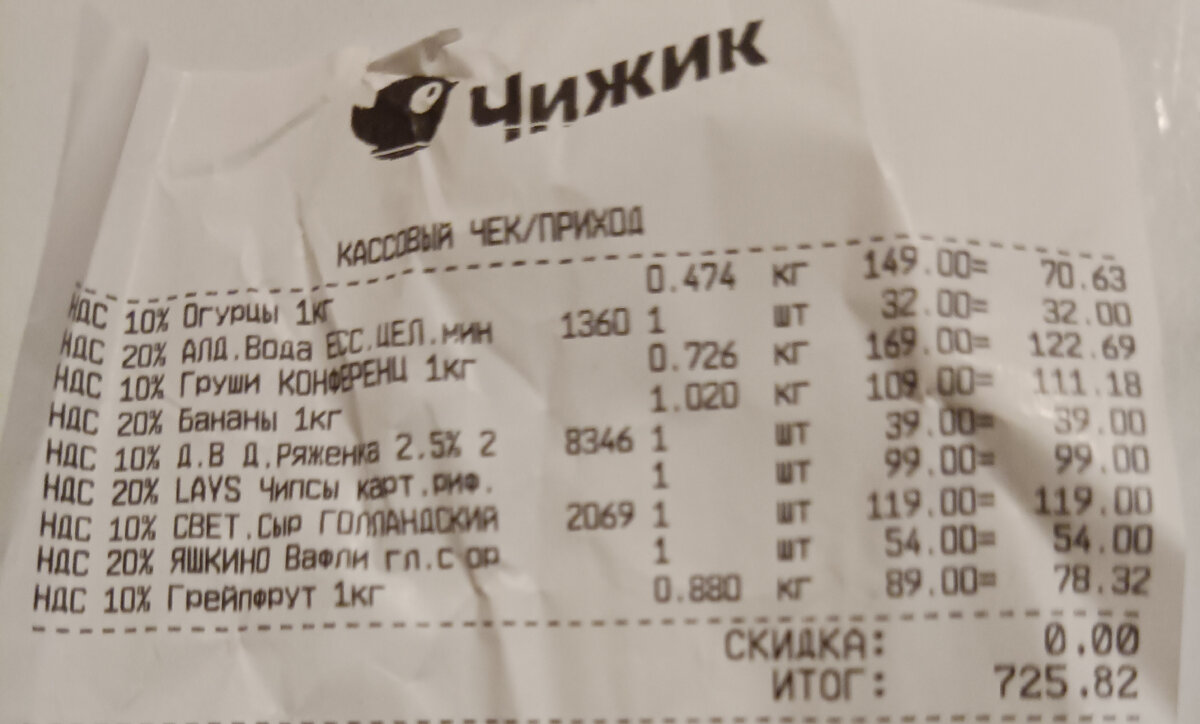 Чижик
КАССОВЫЙ ЧЕК/ПРИХОД
НДС 10% Огурцы 1кг 0.474 кг 149.00= 70.63
НДС 20% АЛД.Вода ЕСС.ЦЕЛ.мин 1360 1 шт 32.00= 32.00
НДС 10% Груши КОНФЕРЕНЦ 1кг 0.726 кг 169.00= 122.69
НДС 20% Бананы 1кг 1.020 кг 109.00= 111.18
НДС 10% Д.В Д.Ряженка 2.5% 2 8346 1 шт 39.00= 39.00
НДС 20% LAYS Чипсы карт.риф. 1 шт 99.00= 99.00
НДС 10% СВЕТ.Сыр ГОЛЛАНДСКИЙ 2069 1 шт 119.00= 119.00
НДС 20% ЯШКИНО Вафли гл.с ор 1 шт 54.00= 54.00
НДС 10% Грейпфрут 1кг 0.880 кг 89.00= 78.32
СКИДКА: 0.00
ИТОГ: 725.82